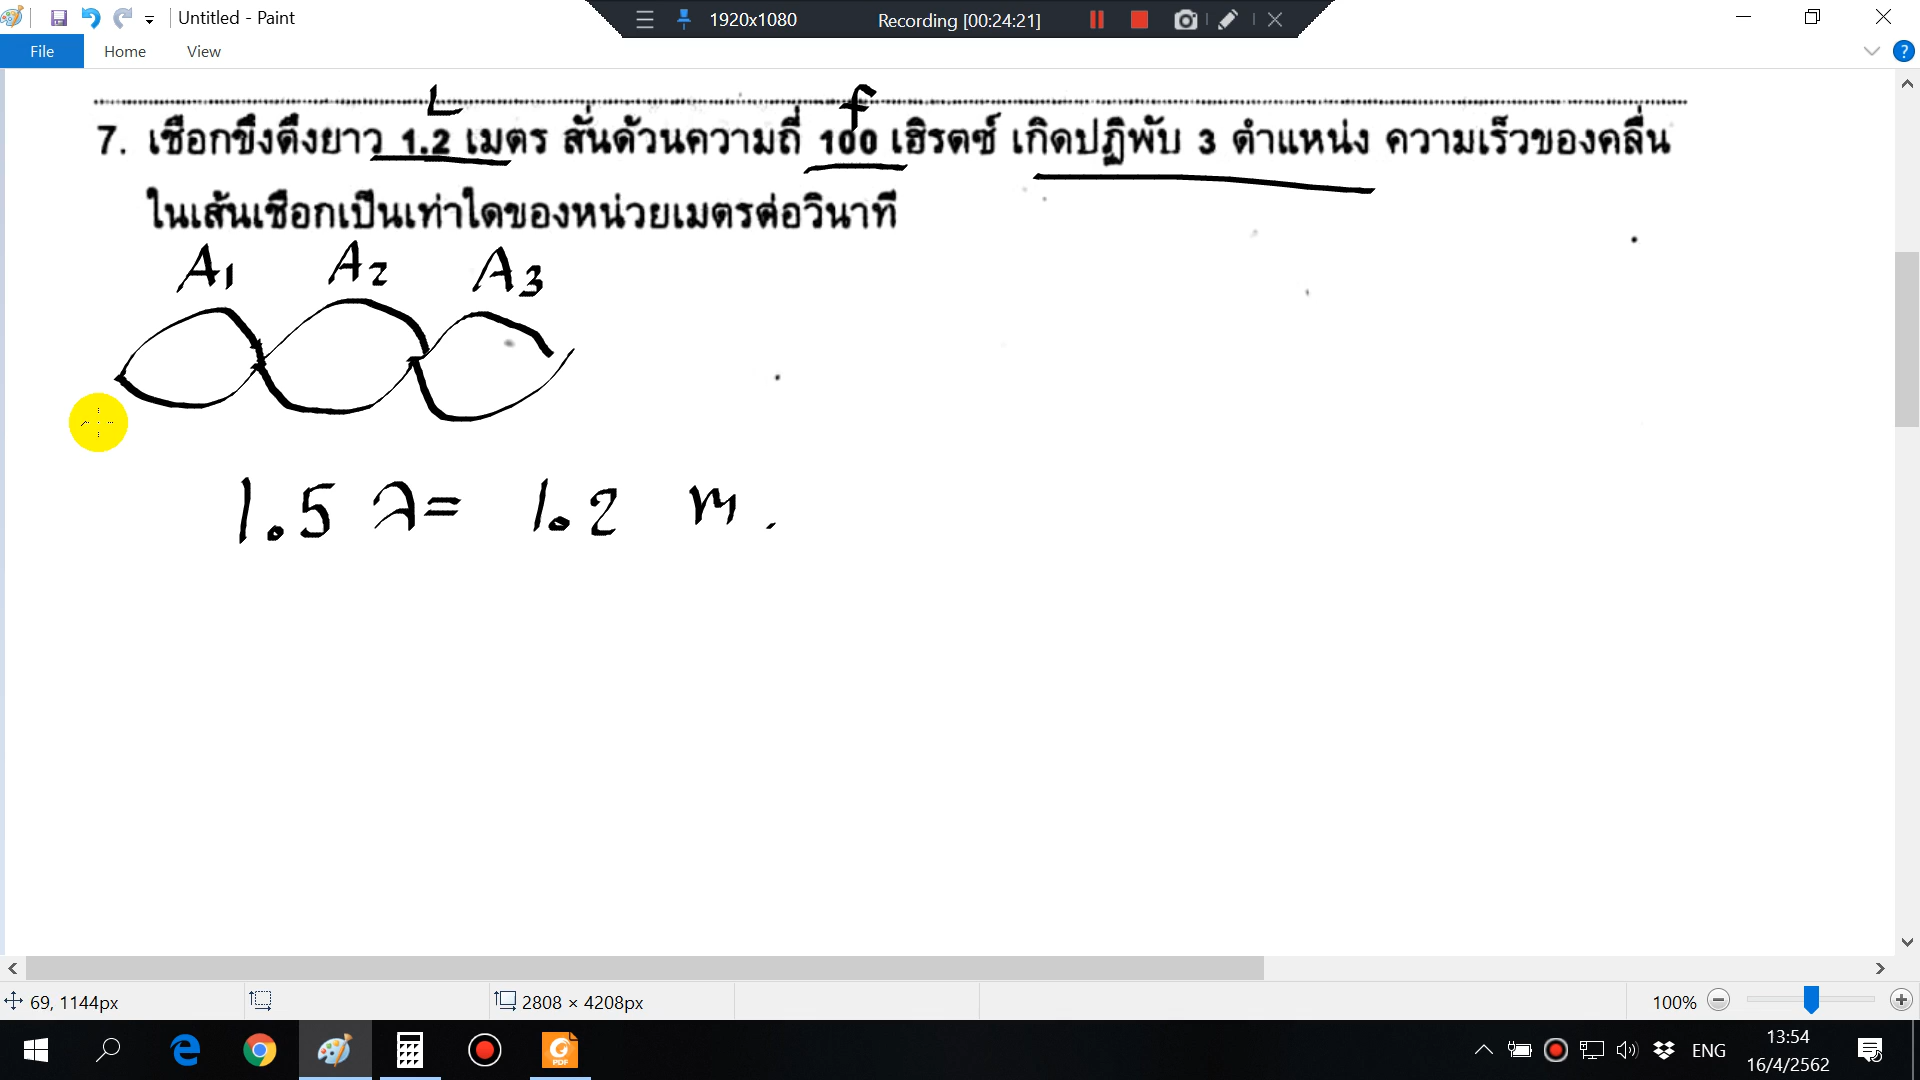 Untitled - Paint
1920x1080
Recording [00:24:21]
File Home View
L f
7. เชือกขึงตึงยาว 1.2 เมตร สั่นด้วนความถี่ 100 เฮิรตซ์ เกิดปฏิพับ 3 ตำแหน่ง ความเร็วของคลื่น
ในเส้นเชือกเป็นเท่าใดของหน่วยเมตรต่อวินาที
A1 A2 A3
1.5 λ= 1.2 m.
69, 1144px
2808 × 4208px
100%
PDF
ENG
13:54
16/4/2562